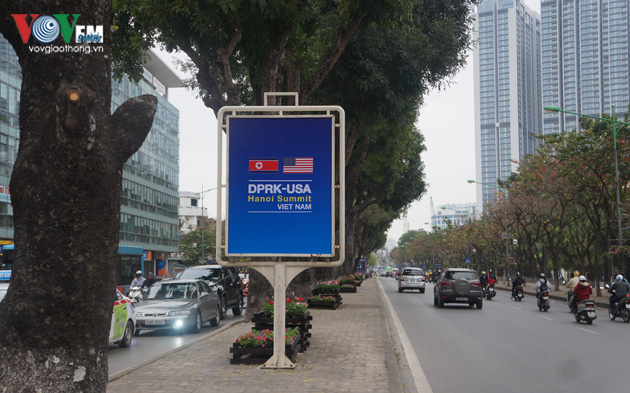 VOV FM
vovgiaothong.vn
DPRK-USA
Hanoi Summit
VIET NAM